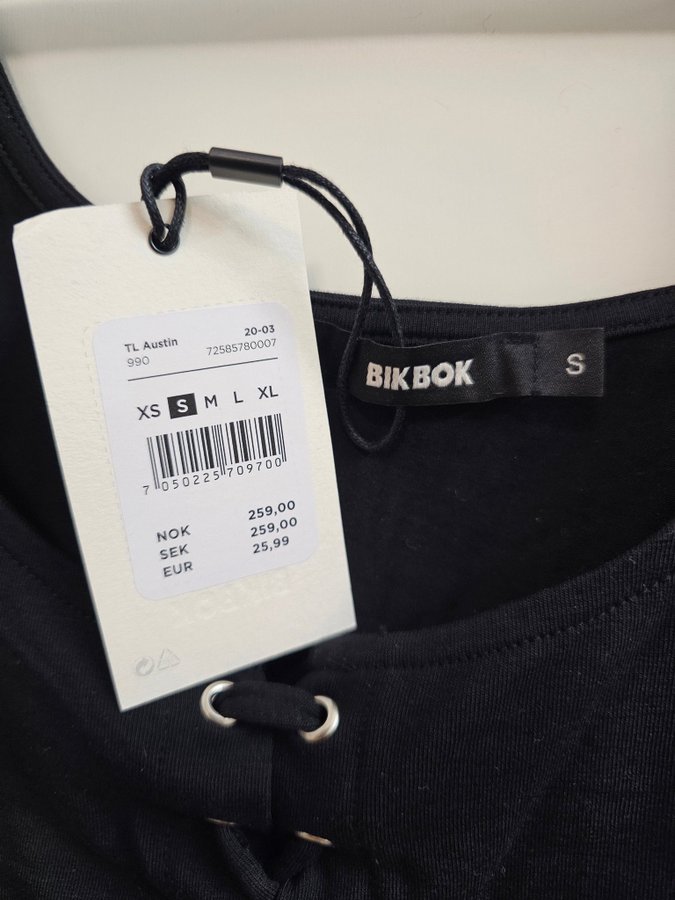 TL Austin 20-03
990 72585780007
XS S M L XL
7 050225 709700
NOK 259,00
SEK 259,00
EUR 25,99
BIKBOK S